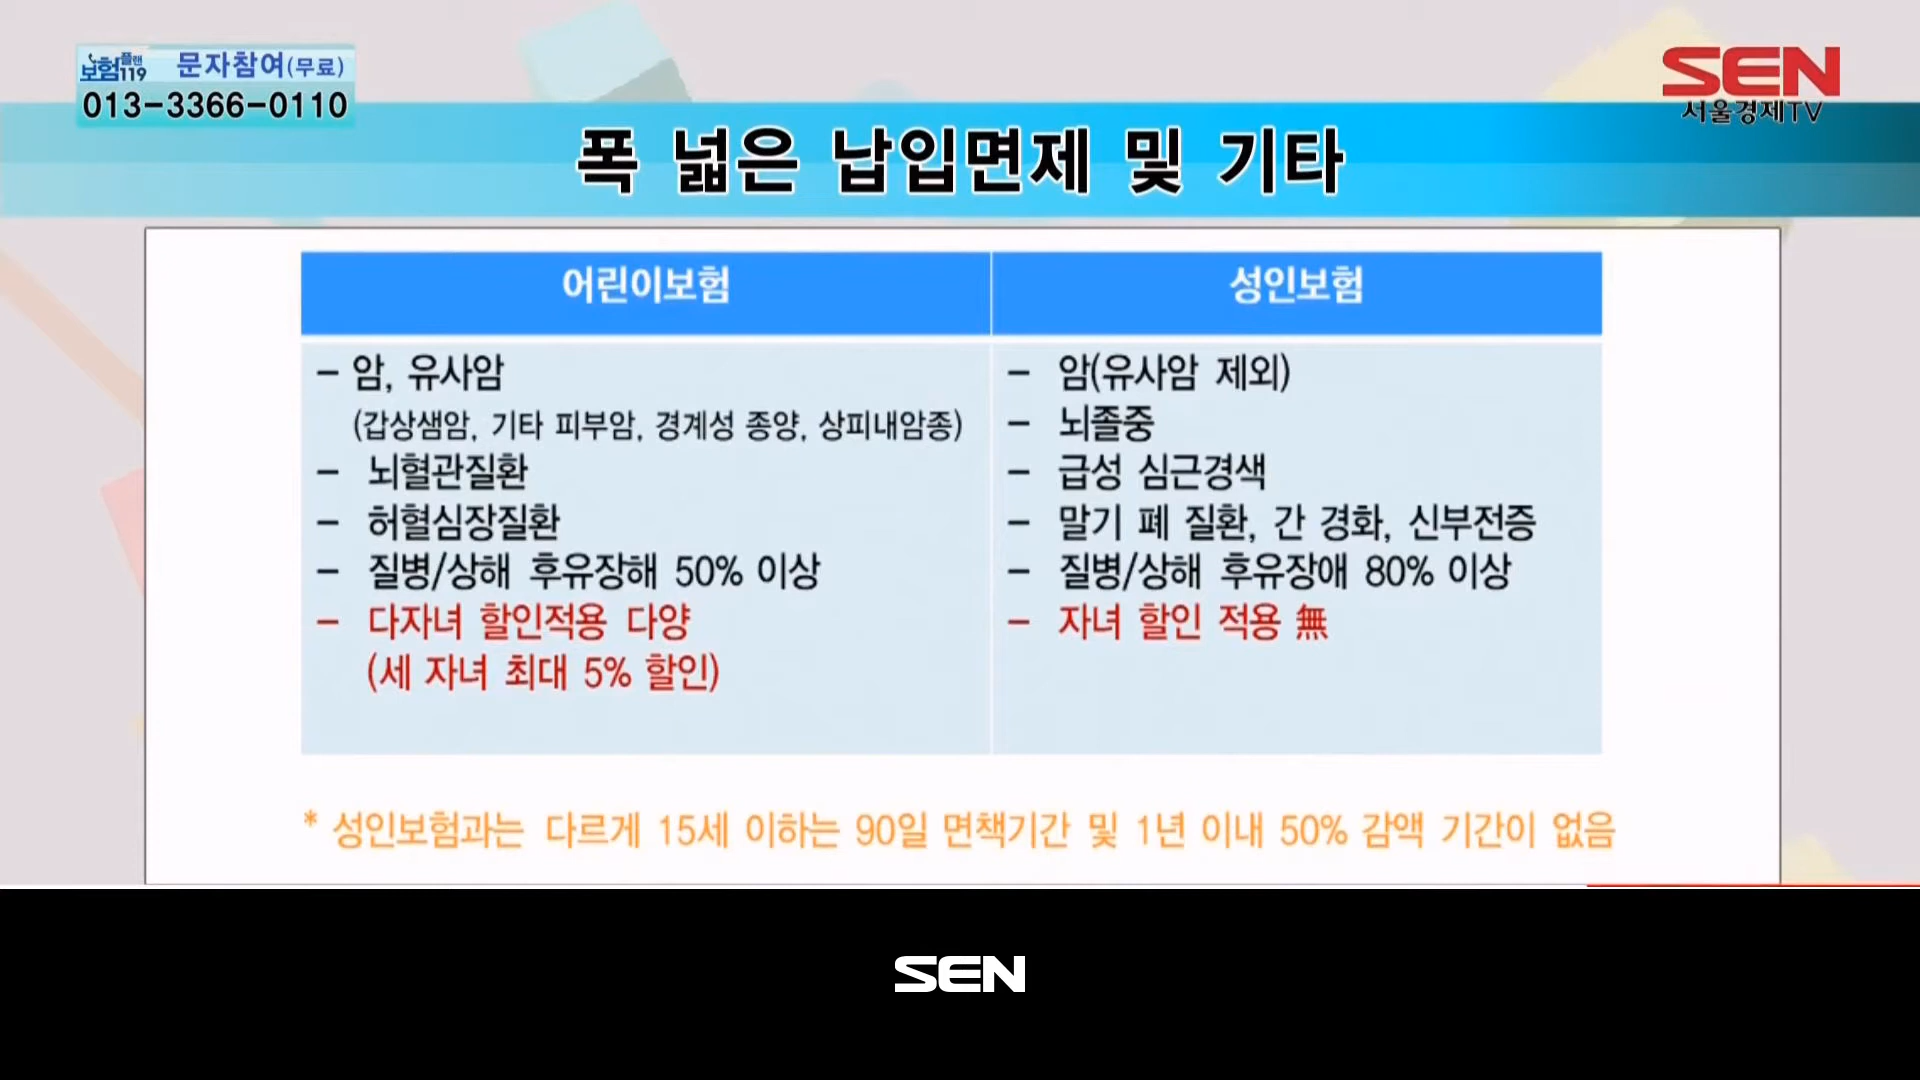 보험플랜119 문자참여(무료)
013-3366-0110
SEN
서울경제TV
폭 넓은 납입면제 및 기타
어린이보험
- 암, 유사암
(갑상샘암, 기타 피부암, 경계성 종양, 상피내암종)
- 뇌혈관질환
- 허혈심장질환
- 질병/상해 후유장해 50% 이상
- 다자녀 할인적용 다양
(세 자녀 최대 5% 할인)
성인보험
- 암(유사암 제외)
- 뇌졸중
- 급성 심근경색
- 말기 폐 질환, 간 경화, 신부전증
- 질병/상해 후유장애 80% 이상
- 자녀 할인 적용 無
* 성인보험과는 다르게 15세 이하는 90일 면책기간 및 1년 이내 50% 감액 기간이 없음
SEN